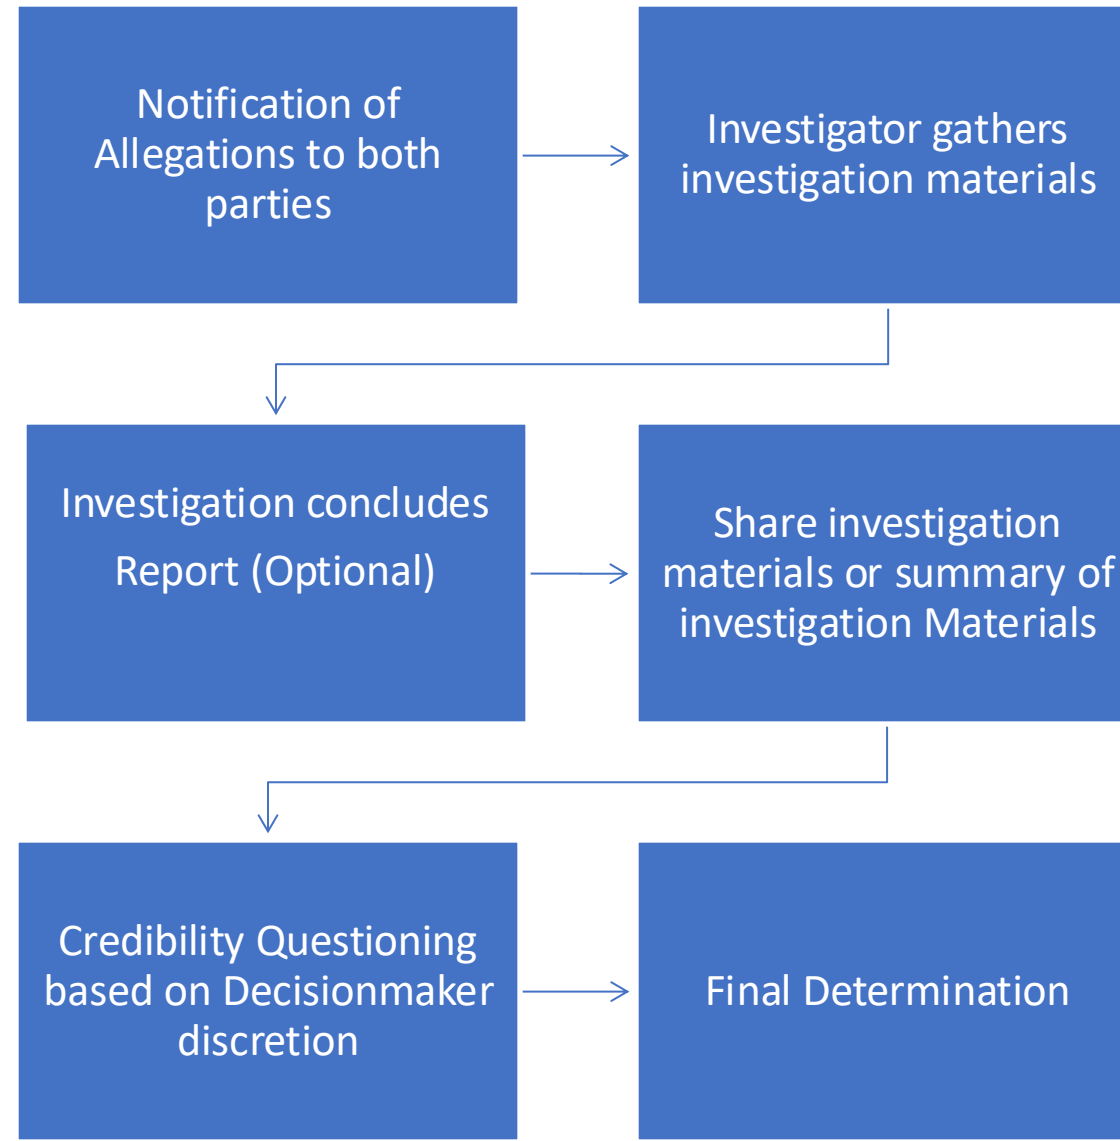 Notification of
Allegations to both
parties
Investigator gathers
investigation materials
Investigation concludes
Report (Optional)
Share investigation
materials or summary of
investigation Materials
Credibility Questioning
based on Decisionmaker
discretion
Final Determination